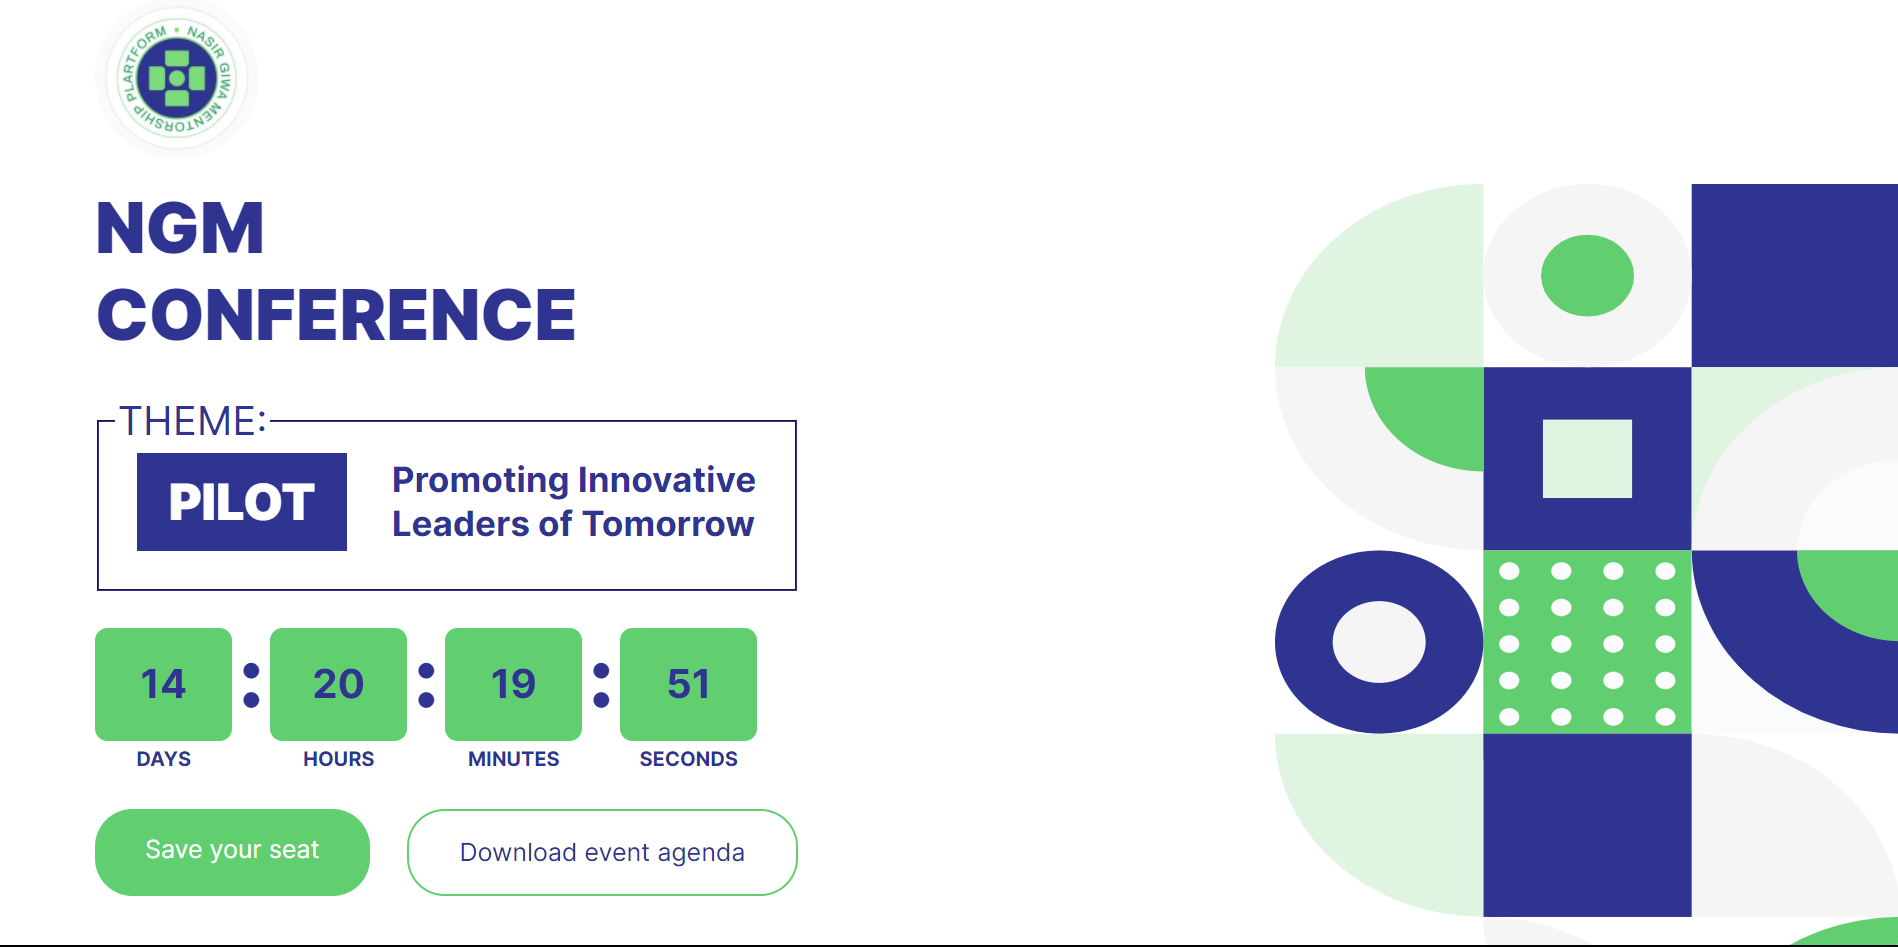 NASIR GIWA MENTORSHIP PLARTFORM •
NGM
CONFERENCE
THEME:
PILOT
Promoting Innovative
Leaders of Tomorrow
14 : 20 : 19 : 51
DAYS HOURS MINUTES SECONDS
Save your seat
Download event agenda